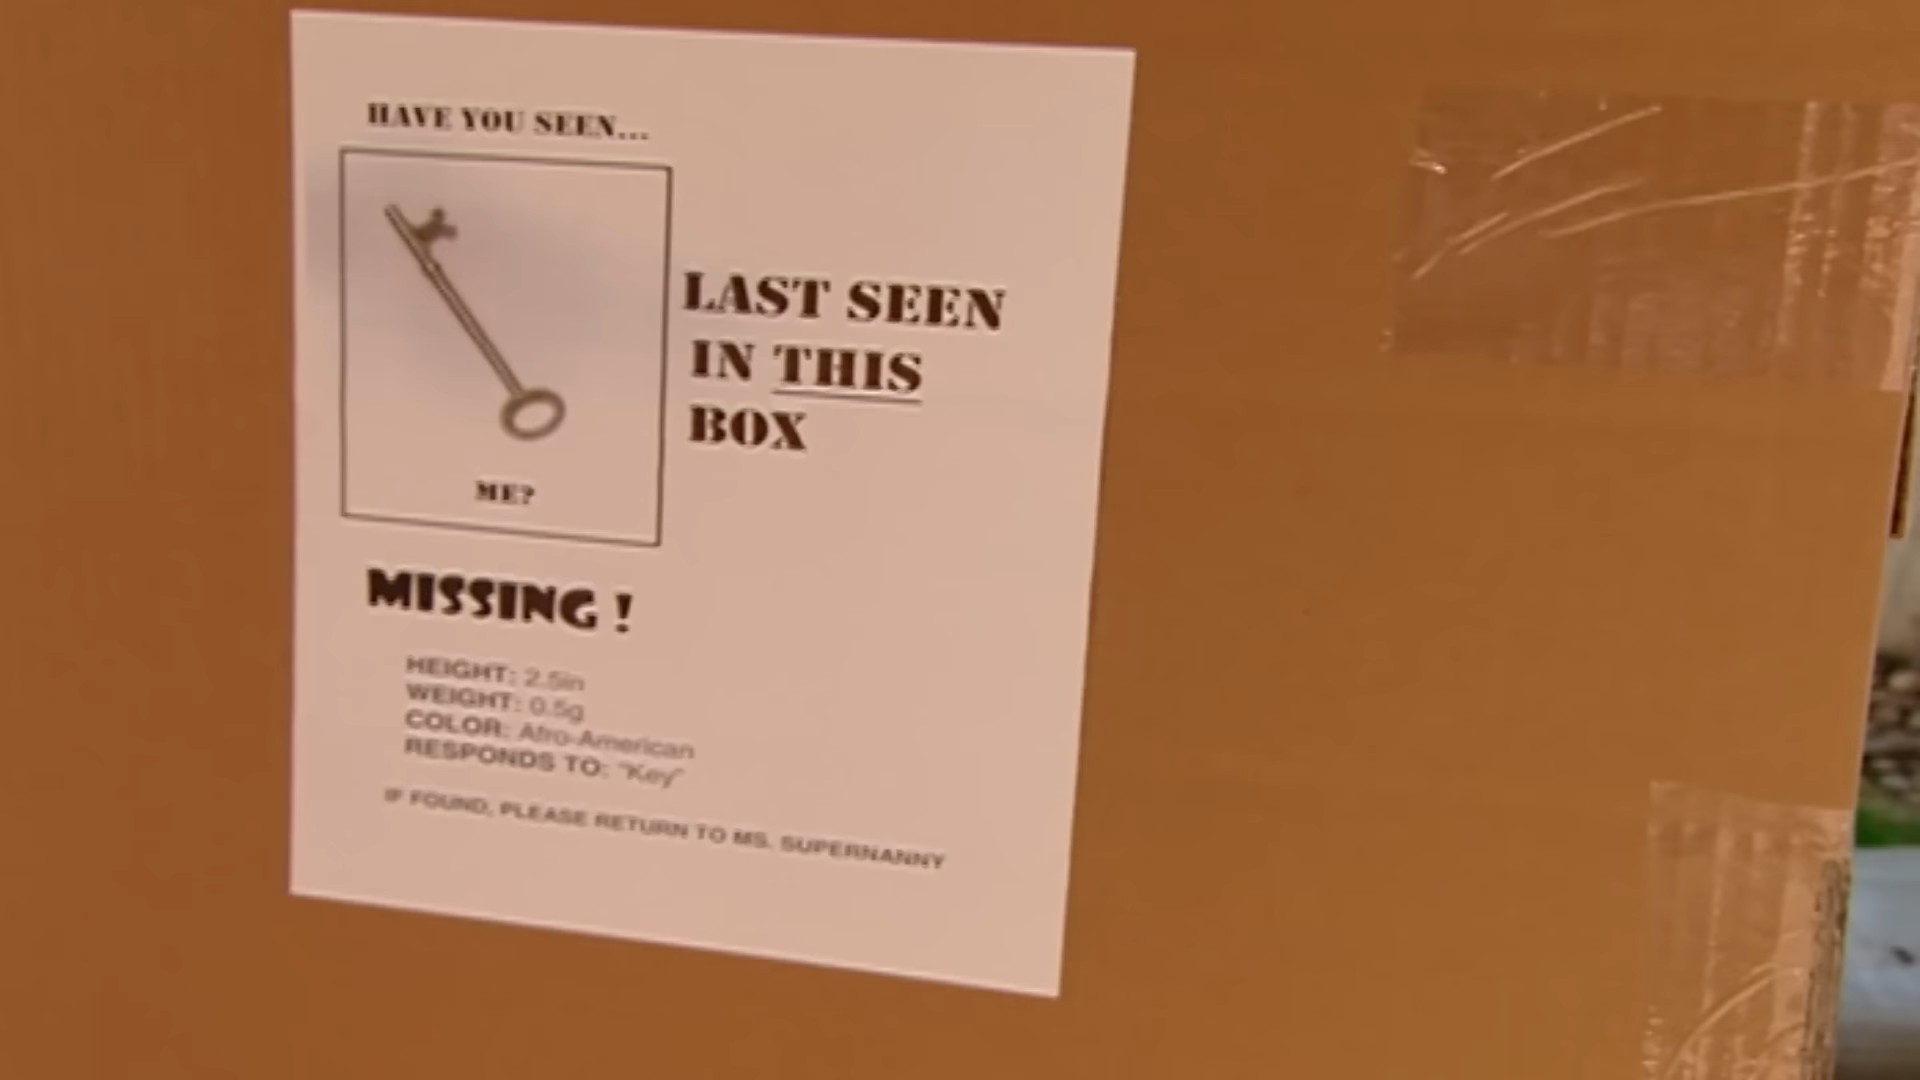 HAVE YOU SEEN...
ME?
LAST SEEN
IN THIS
BOX
MISSING !
HEIGHT: 2.5in
WEIGHT: 0.5g
COLOR: Afro-American
RESPONDS TO: "Key"
IF FOUND, PLEASE RETURN TO MS. SUPERNANNY